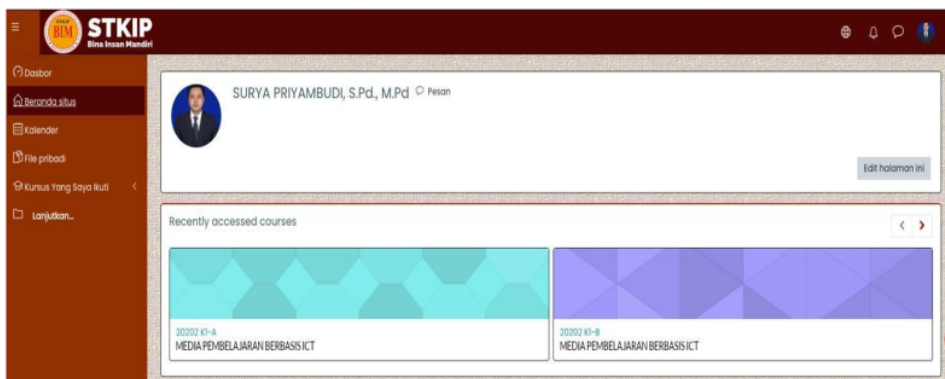 STKIP
BIM
STKIP
Bina Insan Mandiri
Dasbor
Beranda situs
Kalender
File pribadi
Kursus Yang Saya Ikuti
Lanjutkan...
SURYA PRIYAMBUDI, S.Pd., M.Pd Pesan
Edit halaman ini
Recently accessed courses
20202 K1-A
MEDIA PEMBELAJARAN BERBASIS ICT
20202 K1-B
MEDIA PEMBELAJARAN BERBASIS ICT